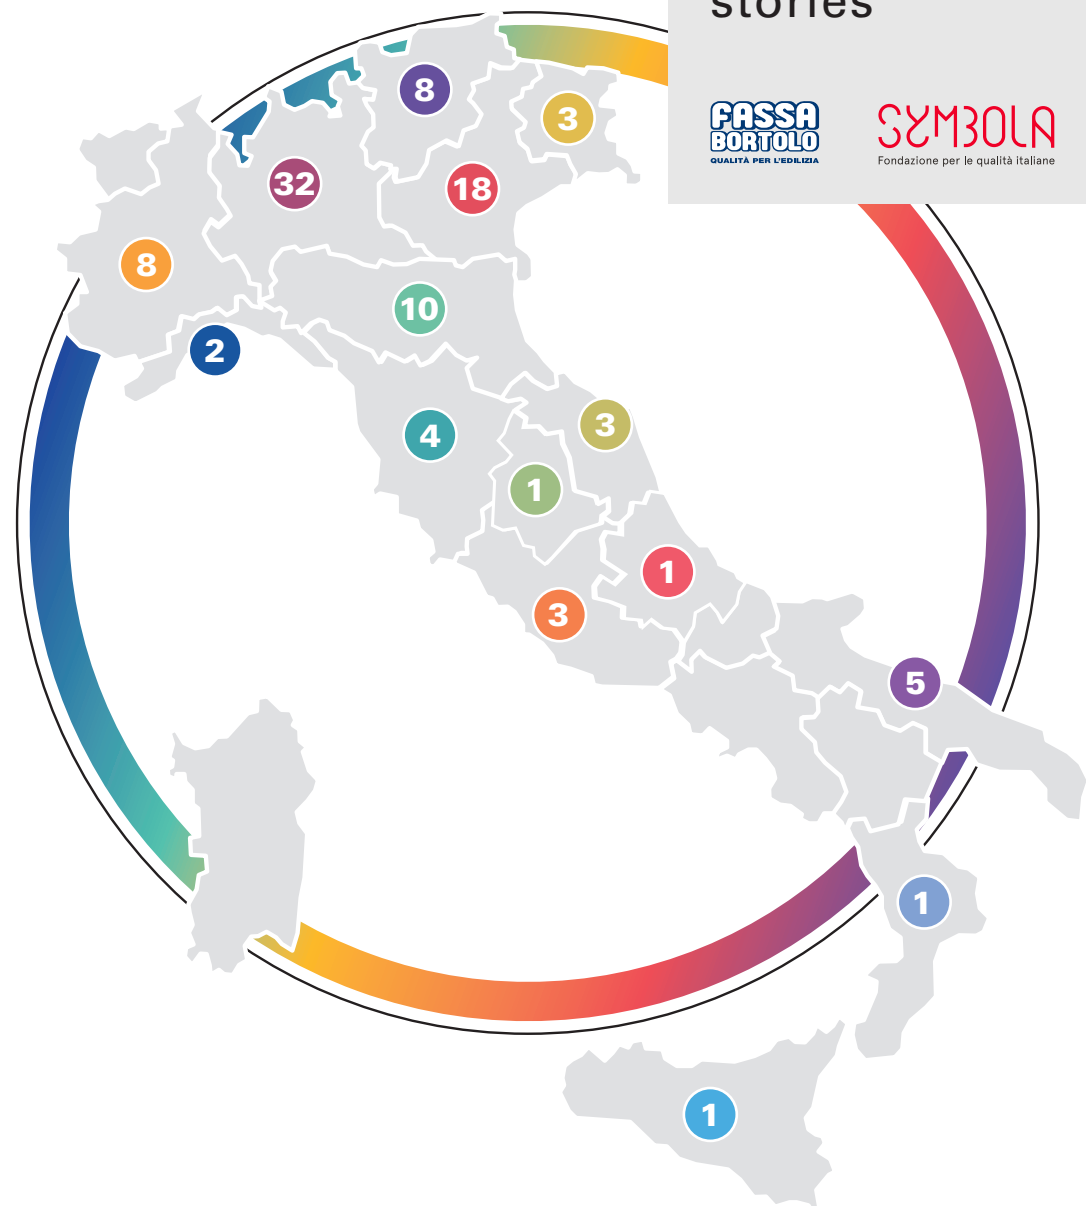 stories
FASSA
BORTOLO
QUALITÀ PER L'EDILIZIA
SYMBOLA
Fondazione per le qualità italiane
8
3
32
18
8
10
2
3
4
1
1
3
5
1
1